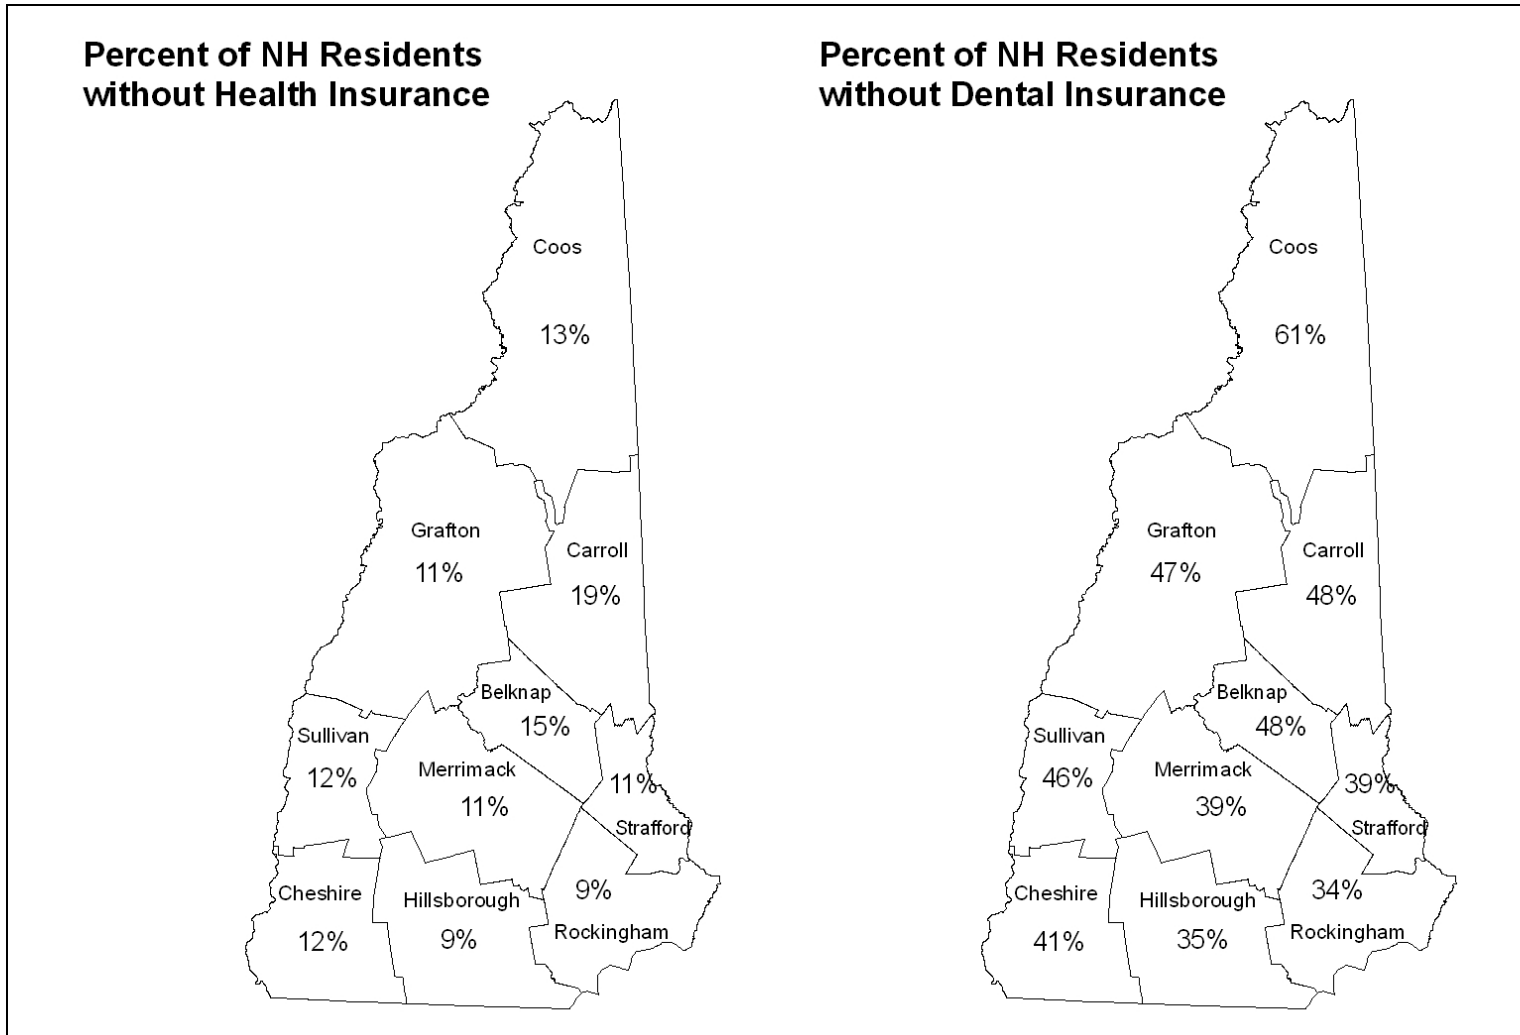 Percent of NH Residents
without Health Insurance
Coos
13%
Grafton
11%
Carroll
19%
Belknap
15%
Sullivan
12%
Merrimack
11%
11%
Strafford
Cheshire
12%
Hillsborough
9%
9%
Rockingham
Percent of NH Residents
without Dental Insurance
Coos
61%
Grafton
47%
Carroll
48%
Belknap
48%
Sullivan
46%
Merrimack
39%
39%
Strafford
Cheshire
41%
Hillsborough
35%
34%
Rockingham